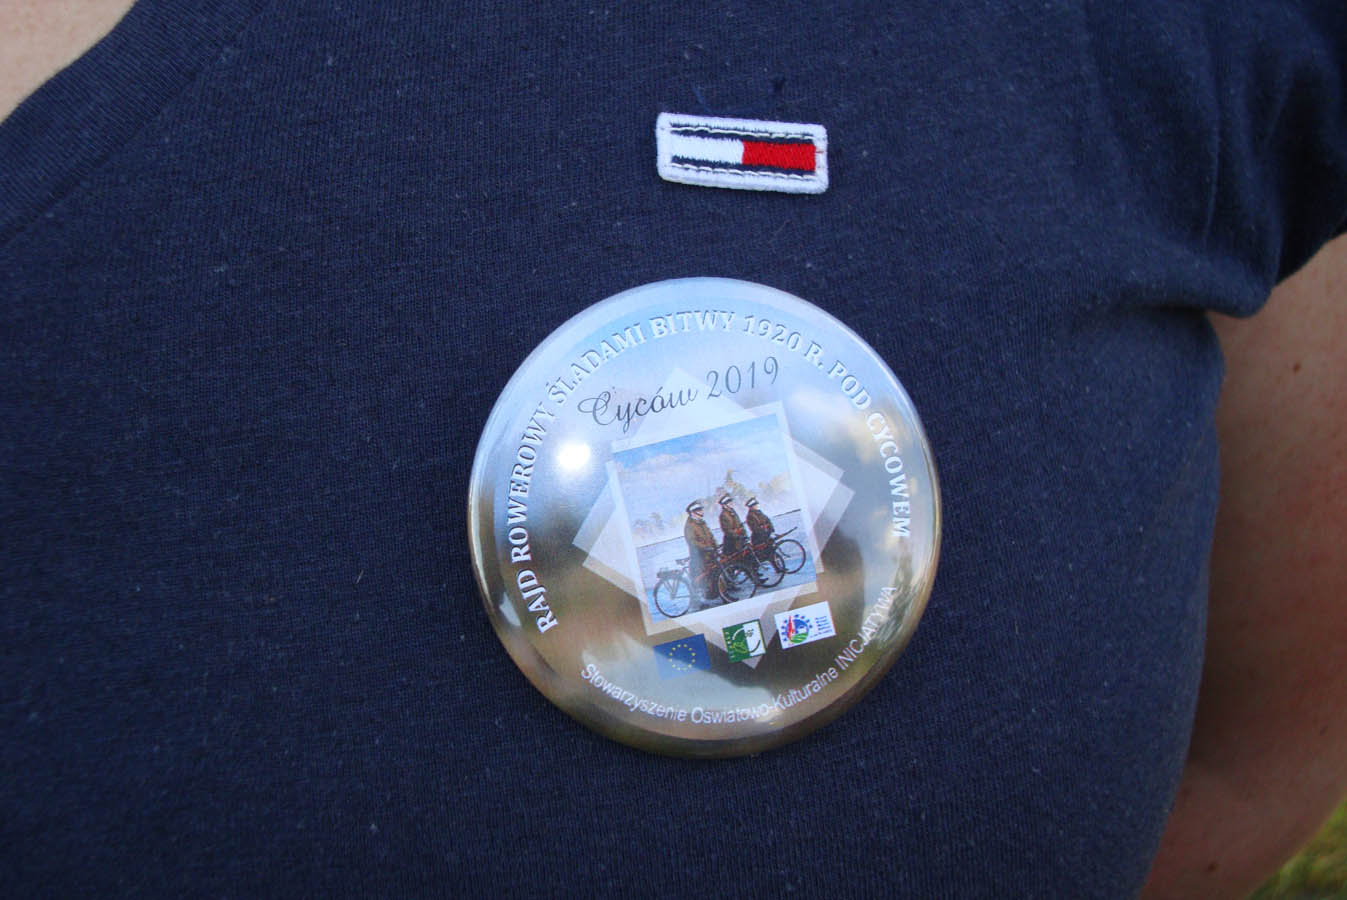 RAJD ROWEROWY ŚLADAMI BITWY 1920 R. POD CYCOWEM
Cyców 2019
Stowarzyszenie Oświatowo-Kulturalne INICJATYWA